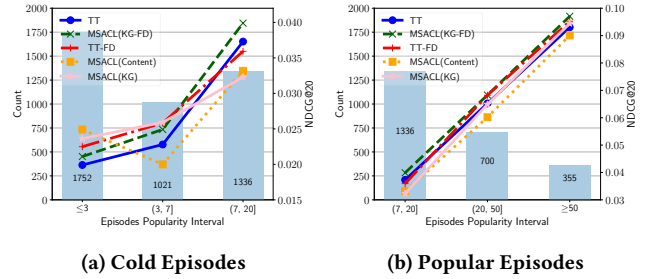 2000
1750
1500
1250
1000
750
500
250
0
Count
TT
MSACL(KG-FD)
TT-FD
MSACL(Content)
MSACL(KG)
1752
1021
1336
0.040
0.035
0.030
0.025
0.020
0.015
NDCG@20
≤3
(3, 7]
(7, 20]
Episodes Popularity Interval
(a) Cold Episodes
2000
1750
1500
1250
1000
750
500
250
0
Count
TT
MSACL(KG-FD)
TT-FD
MSACL(Content)
MSACL(KG)
1336
700
355
0.10
0.09
0.08
0.07
0.06
0.05
0.04
0.03
NDCG@20
(7, 20]
(20, 50]
≥50
Episodes Popularity Interval
(b) Popular Episodes